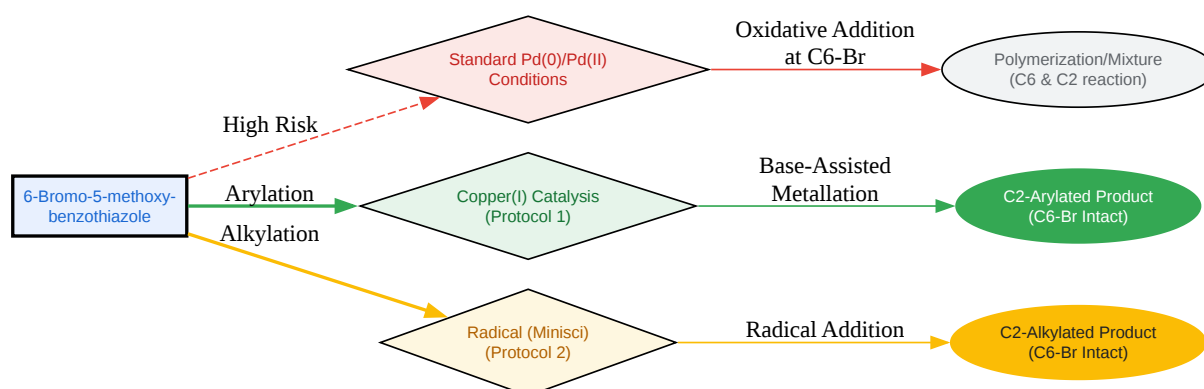 Standard Pd(0)/Pd(II)
Conditions
Oxidative Addition
at C6-Br
Polymerization/Mixture
(C6 & C2 reaction)
High Risk
6-Bromo-5-methoxy-
benzothiazole
Arylation
Copper(I) Catalysis
(Protocol 1)
Base-Assisted
Metallation
C2-Arylated Product
(C6-Br Intact)
Alkylation
Radical (Minisci)
(Protocol 2)
Radical Addition
C2-Alkylated Product
(C6-Br Intact)